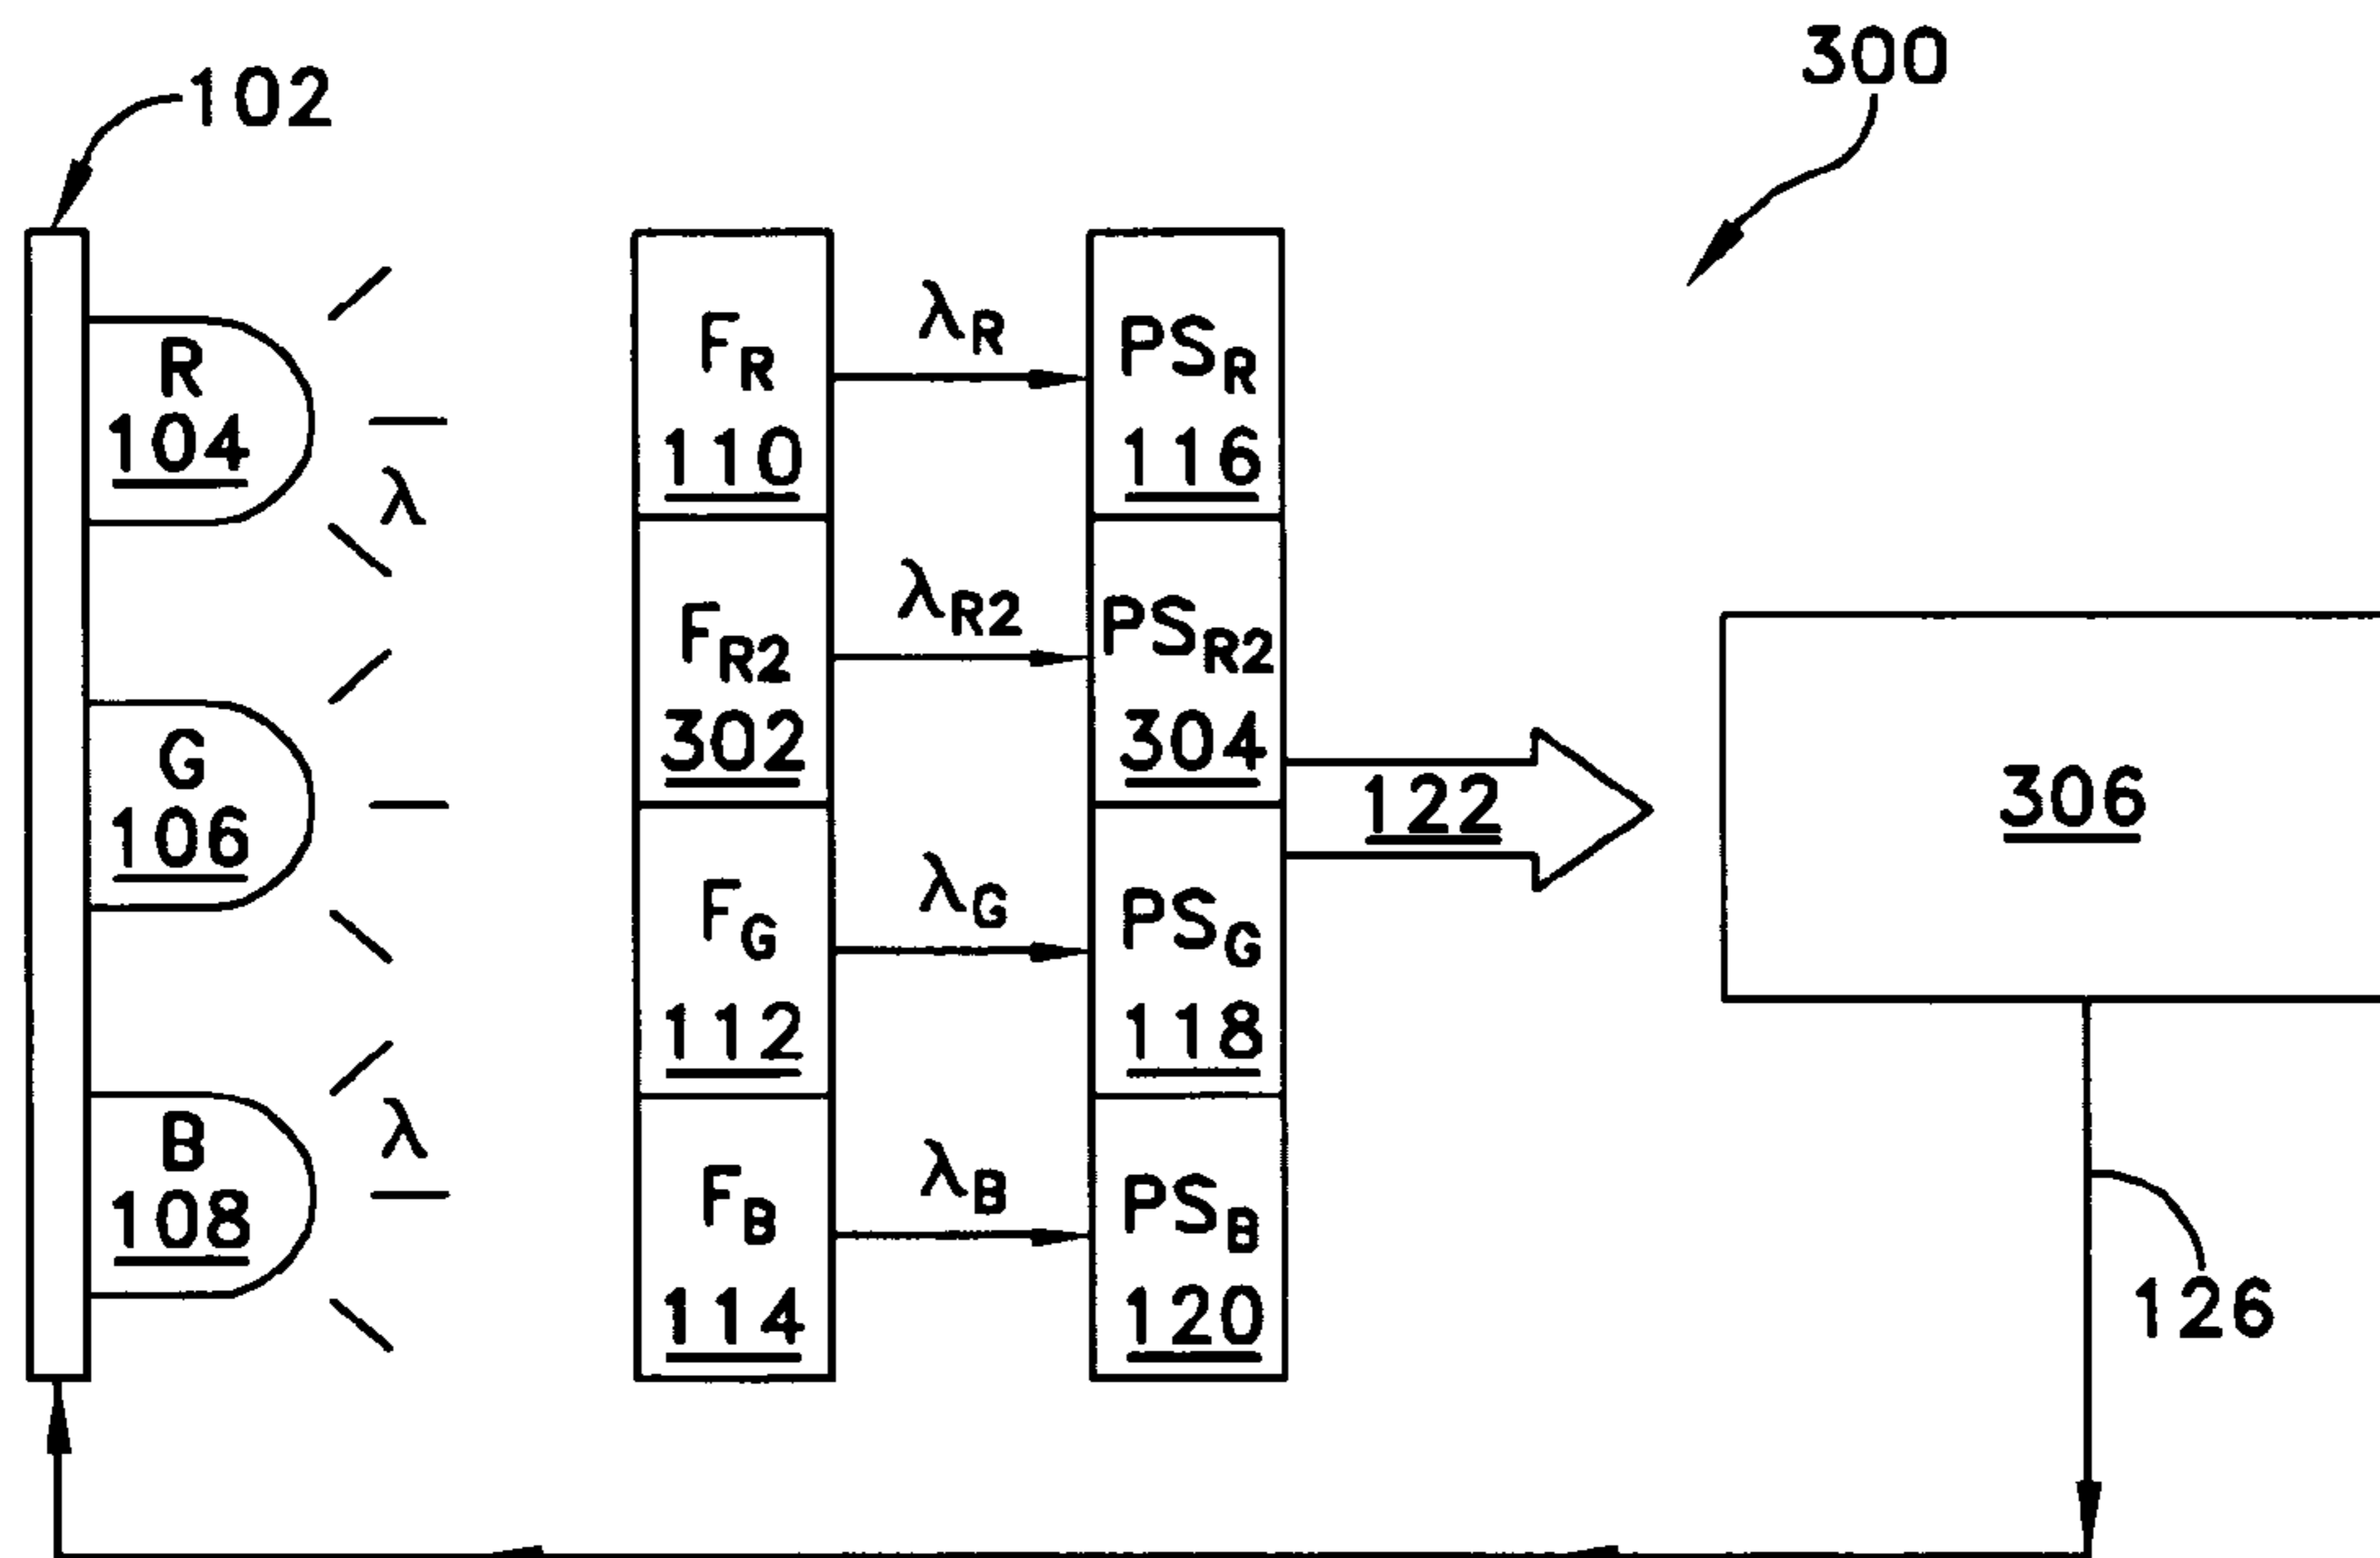 300
102
R
104
λ
G
106
B
108
λ
F_R
110
F_R2
302
F_G
112
F_B
114
λ_R
λ_R2
λ_G
λ_B
PS_R
116
PS_R2
304
PS_G
118
PS_B
120
122
306
126